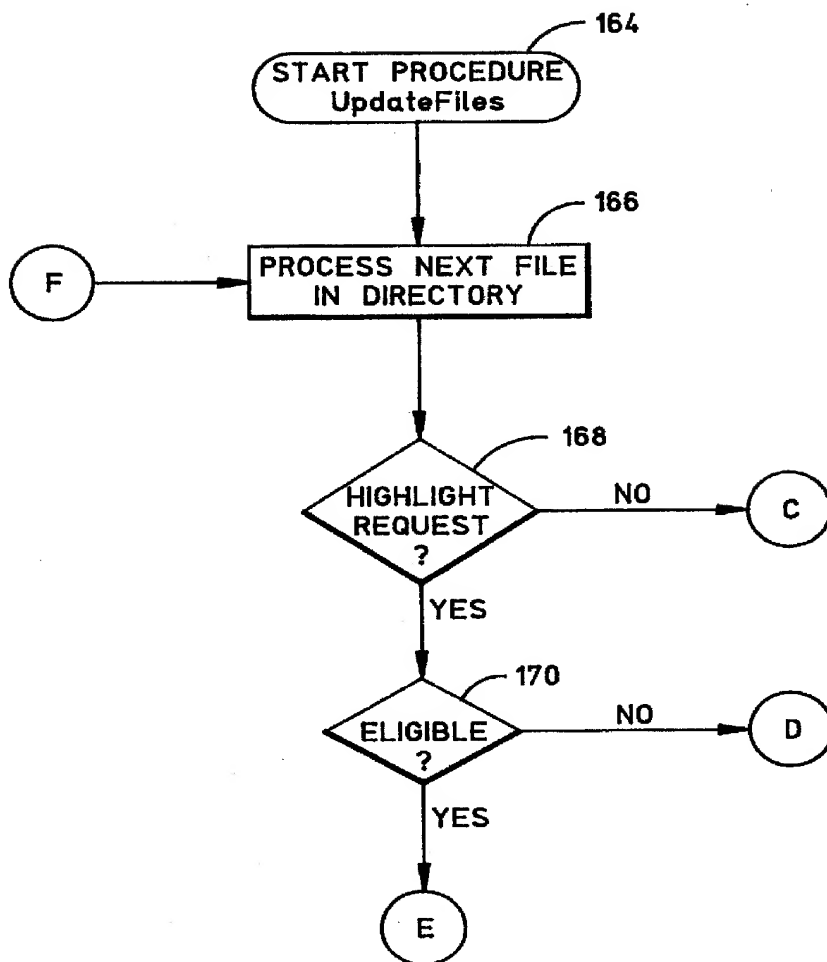 164
START PROCEDURE
UpdateFiles
166
F
PROCESS NEXT FILE
IN DIRECTORY
168
HIGHLIGHT
REQUEST
?
NO
C
YES
170
ELIGIBLE
?
NO
D
YES
E